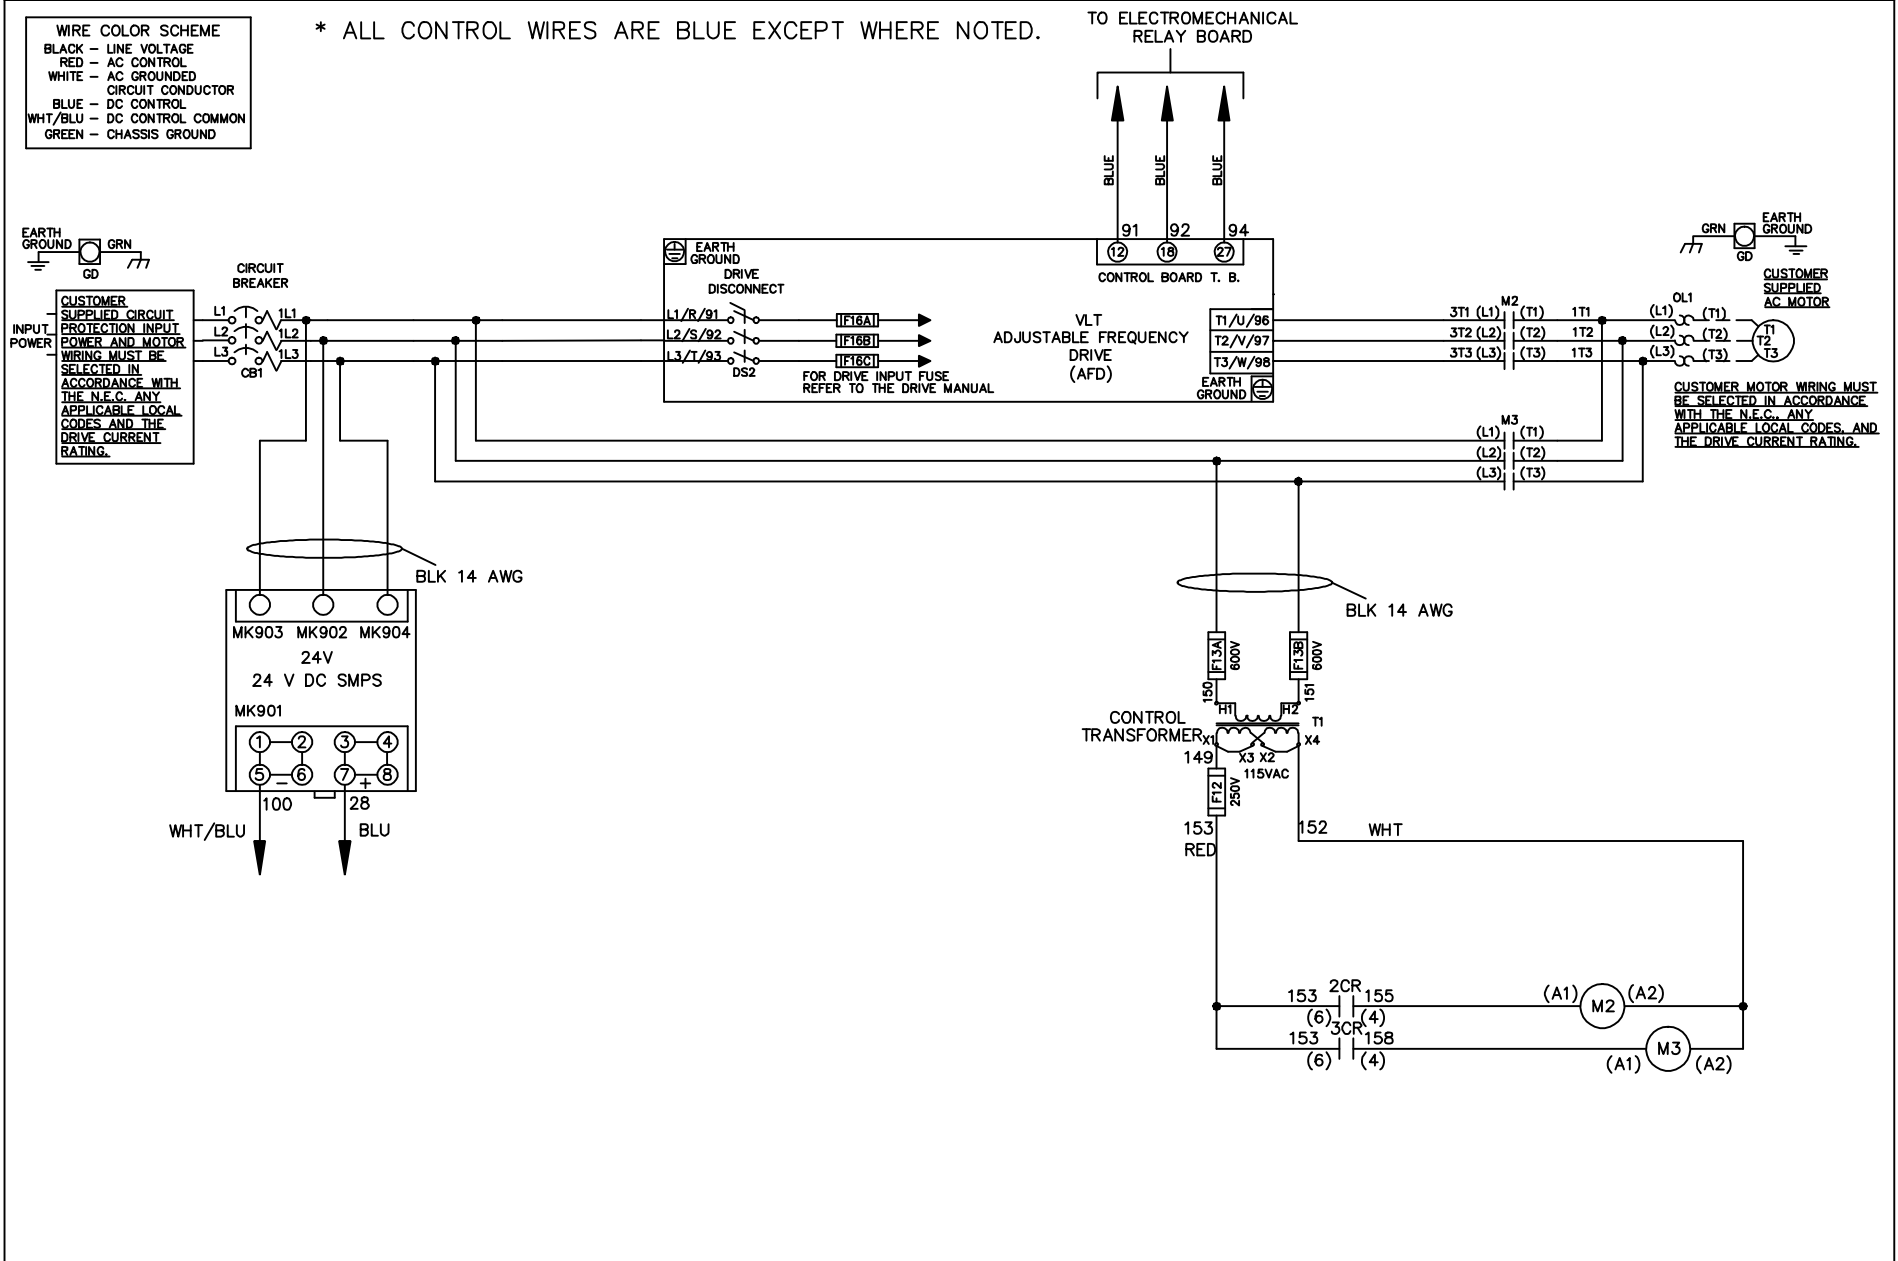 WIRE COLOR SCHEME
BLACK – LINE VOLTAGE
RED – AC CONTROL
WHITE – AC GROUNDED
CIRCUIT CONDUCTOR
BLUE – DC CONTROL
WHT/BLU – DC CONTROL COMMON
GREEN – CHASSIS GROUND
* ALL CONTROL WIRES ARE BLUE EXCEPT WHERE NOTED.
TO ELECTROMECHANICAL
RELAY BOARD
BLUE
BLUE
BLUE
91
92
94
12
18
27
CONTROL BOARD T. B.
EARTH
GROUND
GRN
GD
CIRCUIT
BREAKER
INPUT
POWER
CUSTOMER
SUPPLIED CIRCUIT
PROTECTION INPUT
POWER AND MOTOR
WIRING MUST BE
SELECTED IN
ACCORDANCE WITH
THE N.E.C. ANY
APPLICABLE LOCAL
CODES AND THE
DRIVE CURRENT
RATING.
L1
1L1
L2
1L2
L3
1L3
CB1
EARTH
GROUND
DRIVE
DISCONNECT
L1/R/91
L2/S/92
L3/T/93
DS2
F16A
F16B
F16C
FOR DRIVE INPUT FUSE
REFER TO THE DRIVE MANUAL
VLT
ADJUSTABLE FREQUENCY
DRIVE
(AFD)
T1/U/96
T2/V/97
T3/W/98
EARTH
GROUND
M2
3T1 (L1) (T1) 1T1
3T2 (L2) (T2) 1T2
3T3 (L3) (T3) 1T3
M3
(L1) (T1)
(L2) (T2)
(L3) (T3)
OL1
(L1) (T1)
(L2) (T2)
(L3) (T3)
T1
T2
T3
GRN
GD
EARTH
GROUND
CUSTOMER
SUPPLIED
AC MOTOR
CUSTOMER MOTOR WIRING MUST
BE SELECTED IN ACCORDANCE
WITH THE N.E.C., ANY
APPLICABLE LOCAL CODES, AND
THE DRIVE CURRENT RATING.
BLK 14 AWG
MK903 MK902 MK904
24V
24 V DC SMPS
MK901
1 2 3 4
5 6 7 8
– +
100
28
WHT/BLU
BLU
BLK 14 AWG
F13A
600V
F13B
600V
150
151
H1
H2
T1
CONTROL
TRANSFORMER
X1
X4
X3 X2
149
115VAC
F12
250V
153
RED
152
WHT
2CR
153 155
(6) (4)
(A1) M2 (A2)
3CR
153 158
(6) (4)
(A1) M3 (A2)